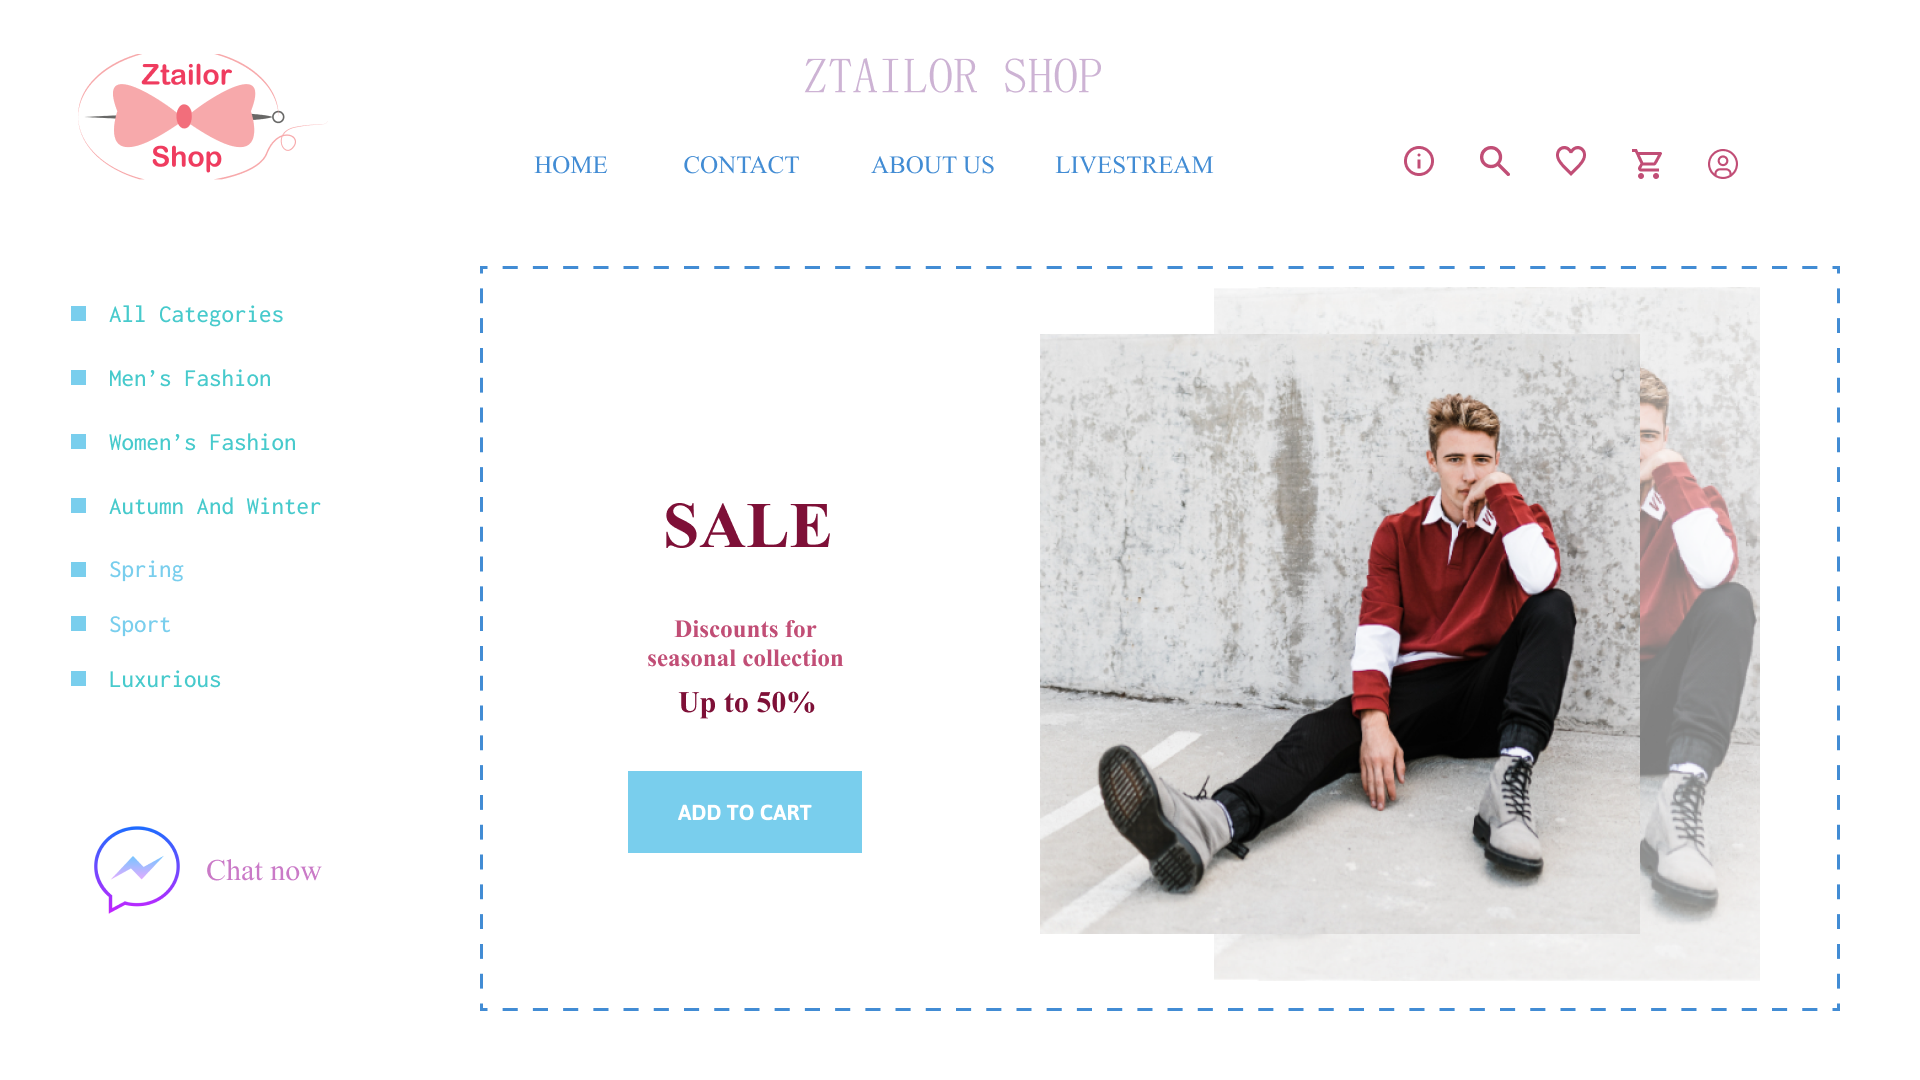 Ztailor
Shop
ZTAILOR SHOP
HOME
CONTACT
ABOUT US
LIVESTREAM
All Categories
Men’s Fashion
Women’s Fashion
Autumn And Winter
Spring
Sport
Luxurious
Chat now
SALE
Discounts for
seasonal collection
Up to 50%
ADD TO CART